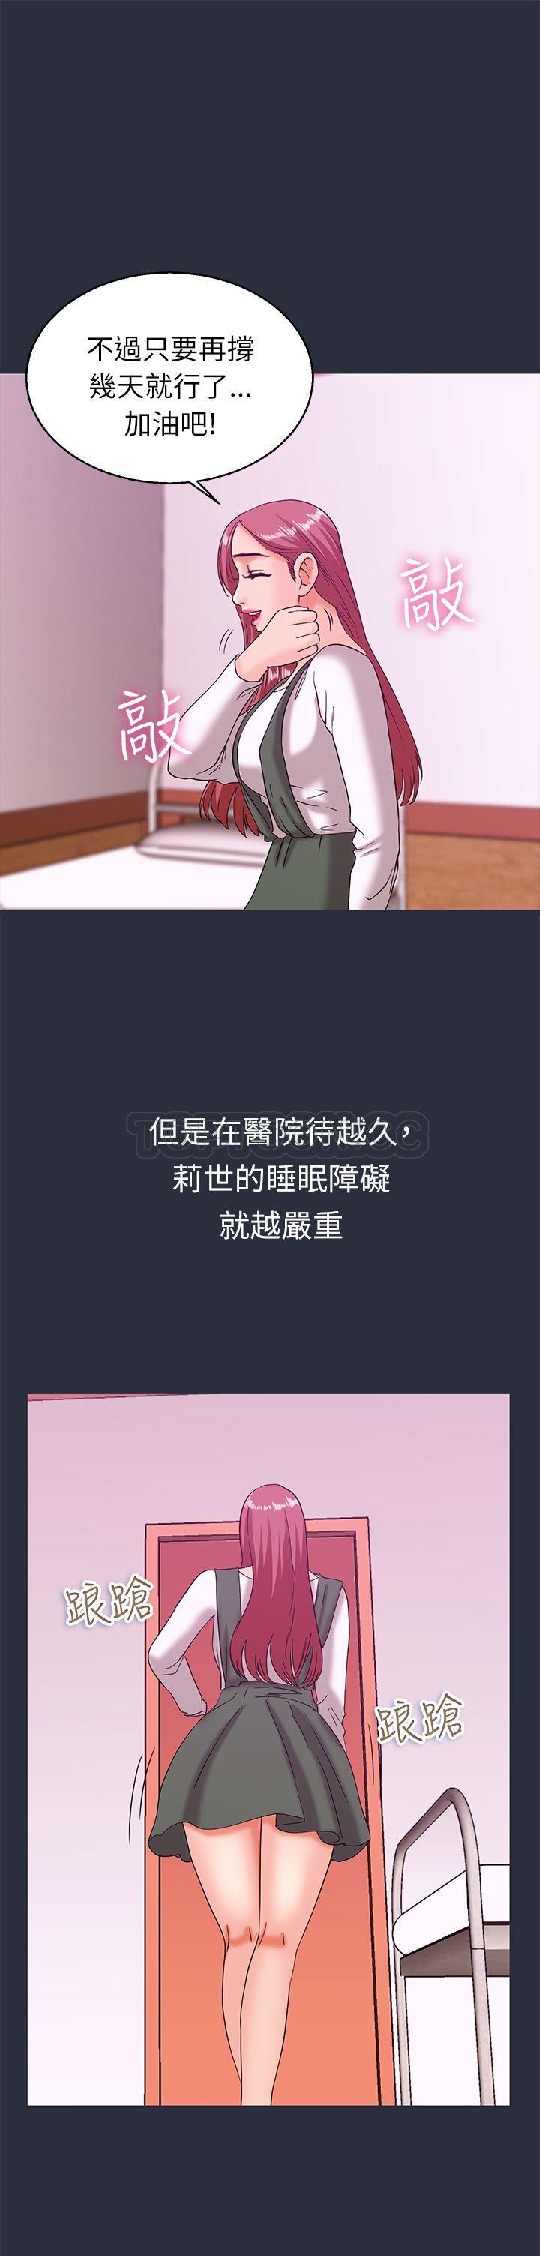 不過只要再撐
幾天就行了...
加油吧!
敲
敲
但是在醫院待越久,
莉世的睡眠障礙
就越嚴重
踉蹌
踉蹌